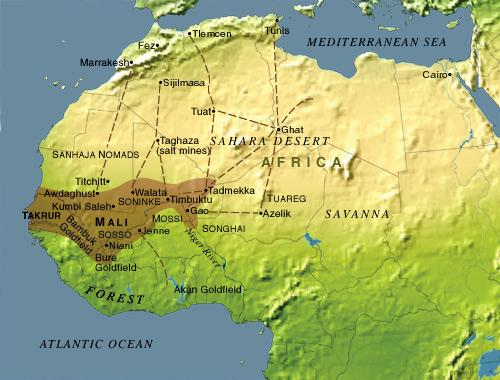 Tlemcen
Tunis
Fez
MEDITERRANEAN SEA
Marrakesh
Cairo
Sijilmasa
Tuat
Ghat
Taghaza
(salt mines)
SAHARA DESERT
SANHAJA NOMADS
AFRICA
Titchitt
Awdaghust
Walata
Tadmekka
SONINKE
Timbuktu
TUAREG
Kumbi Saleh
TAKRUR
MALI
MOSSI
Gao
Azelik
SAVANNA
Bambuk
Goldfield
SOSSO
Jenne
SONGHAI
Niani
Niger River
Bure
Goldfield
Akan Goldfield
FOREST
ATLANTIC OCEAN